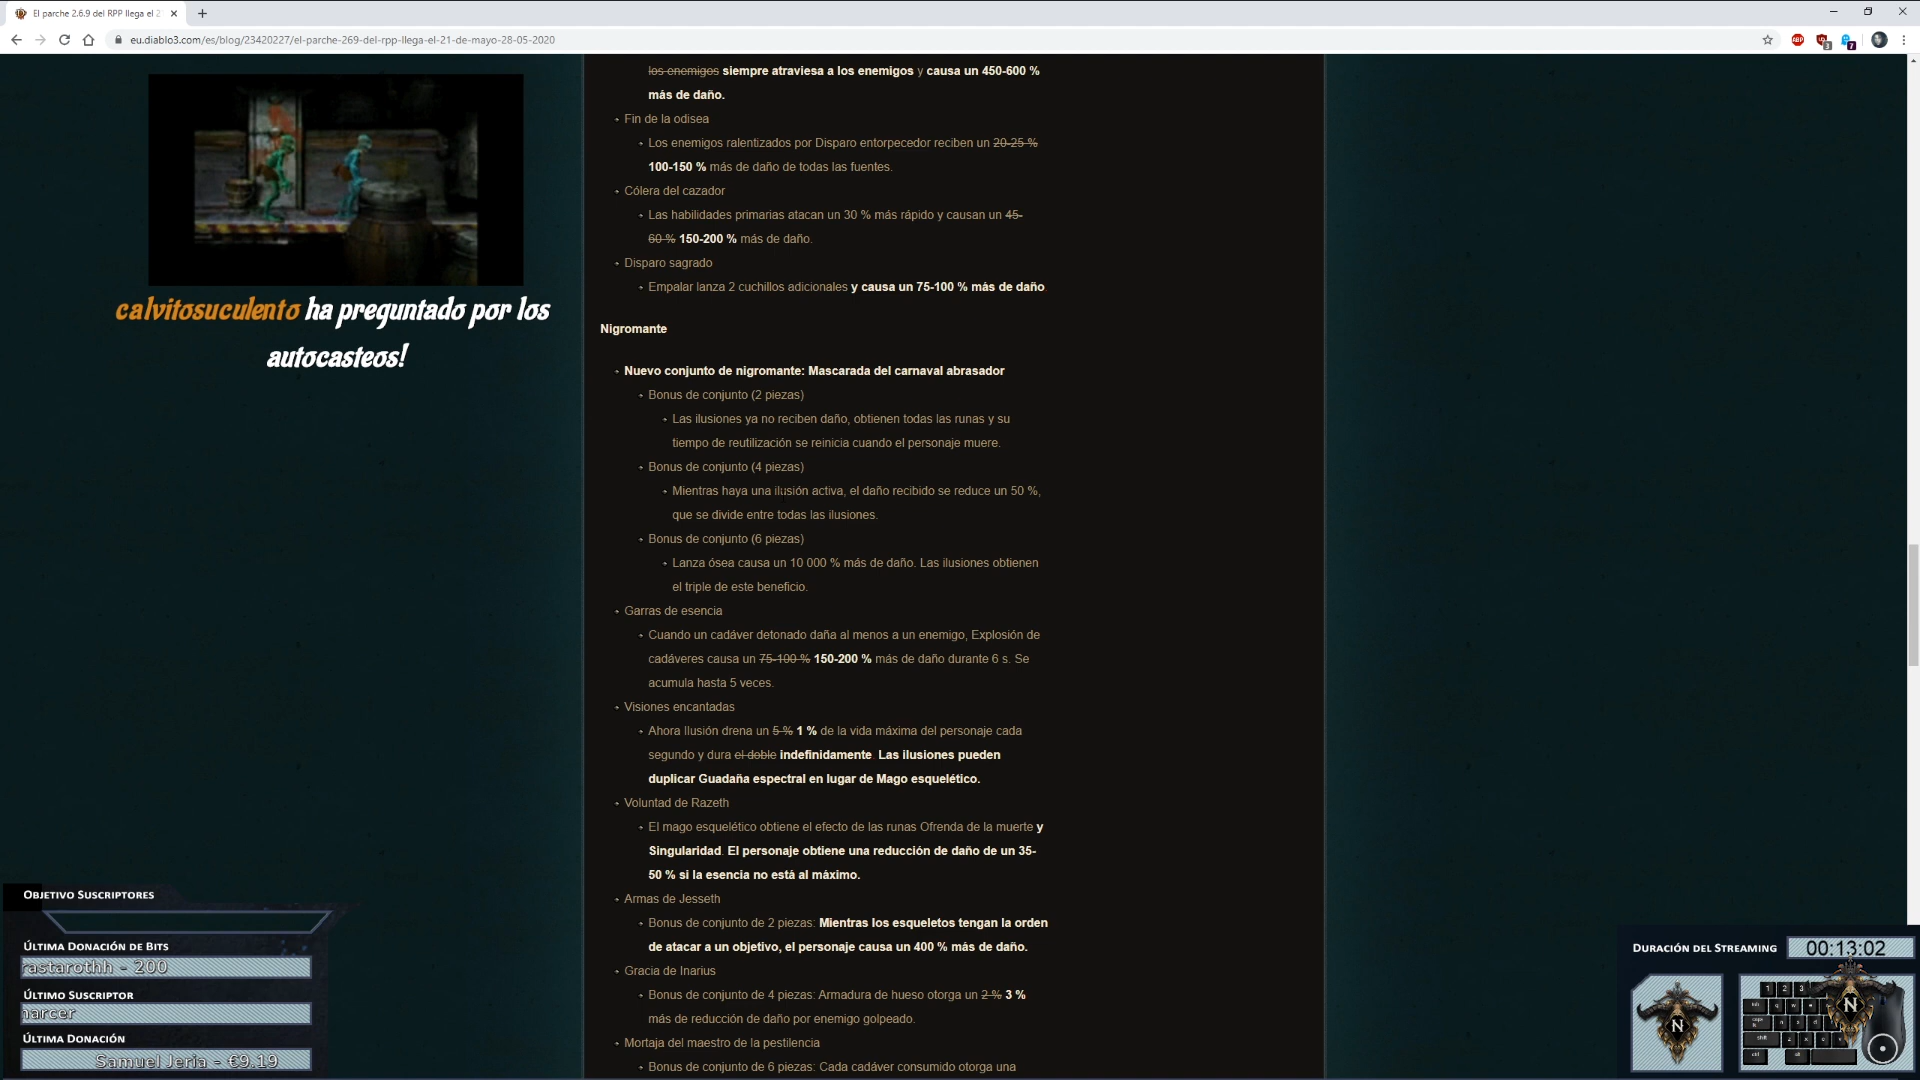 El parche 2.6.9 del RPP llega el 2
eu.diablo3.com/es/blog/23420227/el-parche-269-del-rpp-llega-el-21-de-mayo-28-05-2020
los enemigos siempre atraviesa a los enemigos y causa un 450-600 %
más de daño.
Fin de la odisea
Los enemigos ralentizados por Disparo entorpecedor reciben un 20-25 %
100-150 % más de daño de todas las fuentes.
Cólera del cazador
Las habilidades primarias atacan un 30 % más rápido y causan un 45-
60 % 150-200 % más de daño.
Disparo sagrado
Empalar lanza 2 cuchillos adicionales y causa un 75-100 % más de daño
Nigromante
Nuevo conjunto de nigromante: Mascarada del carnaval abrasador
Bonus de conjunto (2 piezas)
Las ilusiones ya no reciben daño, obtienen todas las runas y su
tiempo de reutilización se reinicia cuando el personaje muere.
Bonus de conjunto (4 piezas)
Mientras haya una ilusión activa, el daño recibido se reduce un 50 %,
que se divide entre todas las ilusiones.
Bonus de conjunto (6 piezas)
Lanza ósea causa un 10 000 % más de daño. Las ilusiones obtienen
el triple de este beneficio.
Garras de esencia
Cuando un cadáver detonado daña al menos a un enemigo, Explosión de
cadáveres causa un 75-100 % 150-200 % más de daño durante 6 s. Se
acumula hasta 5 veces.
Visiones encantadas
Ahora Ilusión drena un 5 % 1 % de la vida máxima del personaje cada
segundo y dura el doble indefinidamente. Las ilusiones pueden
duplicar Guadaña espectral en lugar de Mago esquelético.
Voluntad de Razeth
El mago esquelético obtiene el efecto de las runas Ofrenda de la muerte y
Singularidad. El personaje obtiene una reducción de daño de un 35-
50 % si la esencia no está al máximo.
Armas de Jesseth
Bonus de conjunto de 2 piezas: Mientras los esqueletos tengan la orden
de atacar a un objetivo, el personaje causa un 400 % más de daño.
Gracia de Inarius
Bonus de conjunto de 4 piezas: Armadura de hueso otorga un 2 % 3 %
más de reducción de daño por enemigo golpeado.
Mortaja del maestro de la pestilencia
Bonus de conjunto de 6 piezas: Cada cadáver consumido otorga una
calvitosuculento ha preguntado por los
autocasteos!
Objetivo Suscriptores
Última Donación de Bits
rastarothh - 200
Último Suscriptor
narcer
Última Donación
Samuel Jeria - €9.19
Duración del Streaming 00:13:02